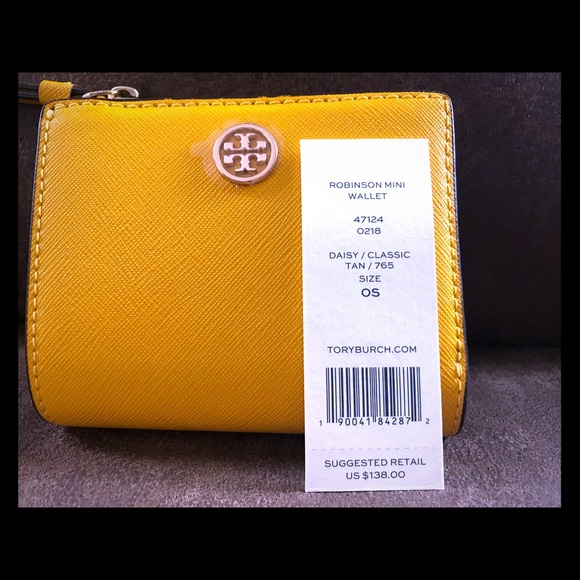 ROBINSON MINI
WALLET
47124
0218
DAISY / CLASSIC
TAN / 765
SIZE
OS
TORYBURCH.COM
1 90041 84287 2
SUGGESTED RETAIL
US $138.00